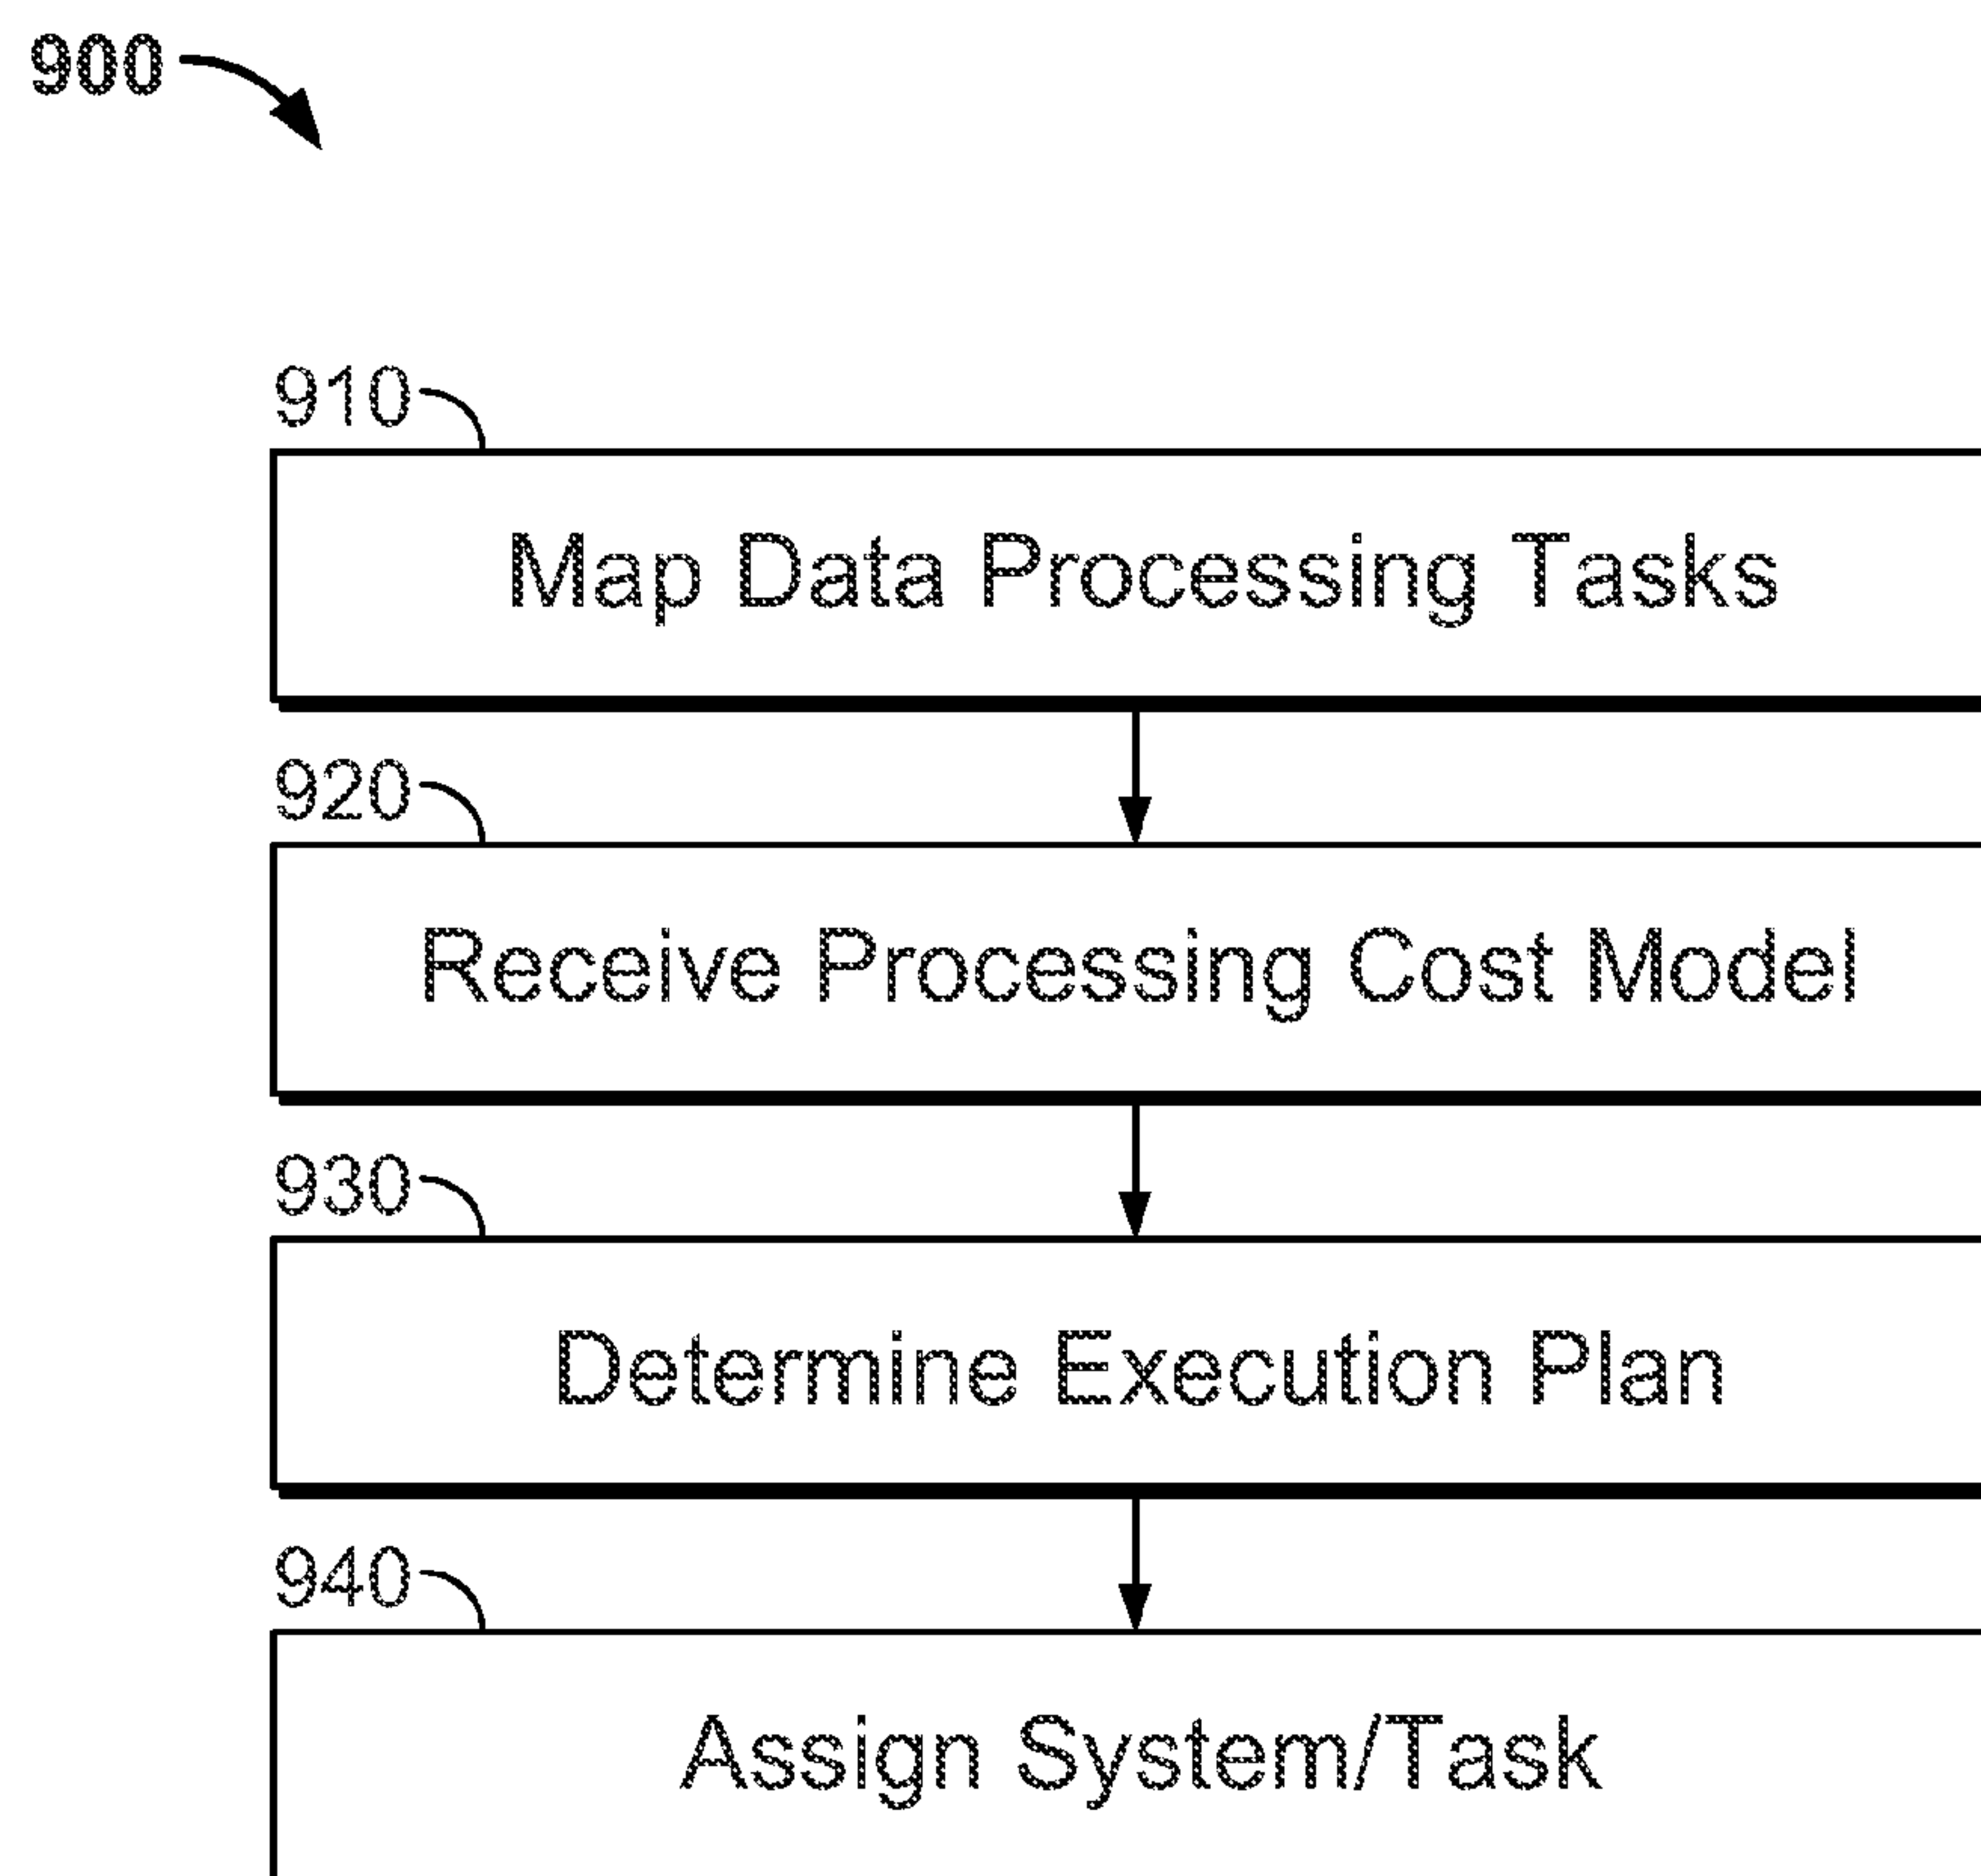 900
910
Map Data Processing Tasks
920
Receive Processing Cost Model
930
Determine Execution Plan
940
Assign System/Task